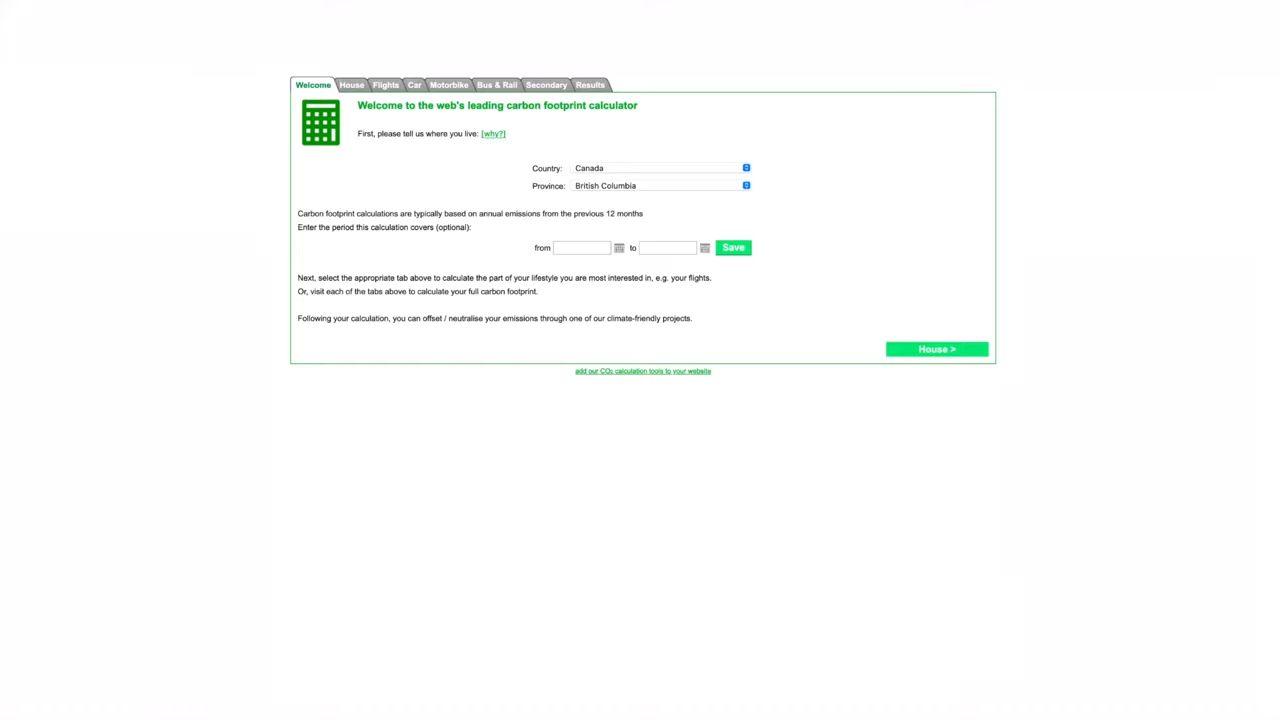 Welcome House Flights Car Motorbike Bus & Rail Secondary Results
Welcome to the web's leading carbon footprint calculator
First, please tell us where you live: [why?]
Country: Canada
Province: British Columbia
Carbon footprint calculations are typically based on annual emissions from the previous 12 months
Enter the period this calculation covers (optional):
from to Save
Next, select the appropriate tab above to calculate the part of your lifestyle you are most interested in, e.g. your flights.
Or, visit each of the tabs above to calculate your full carbon footprint.
Following your calculation, you can offset / neutralise your emissions through one of our climate-friendly projects.
House >
add our CO₂ calculation tools to your website